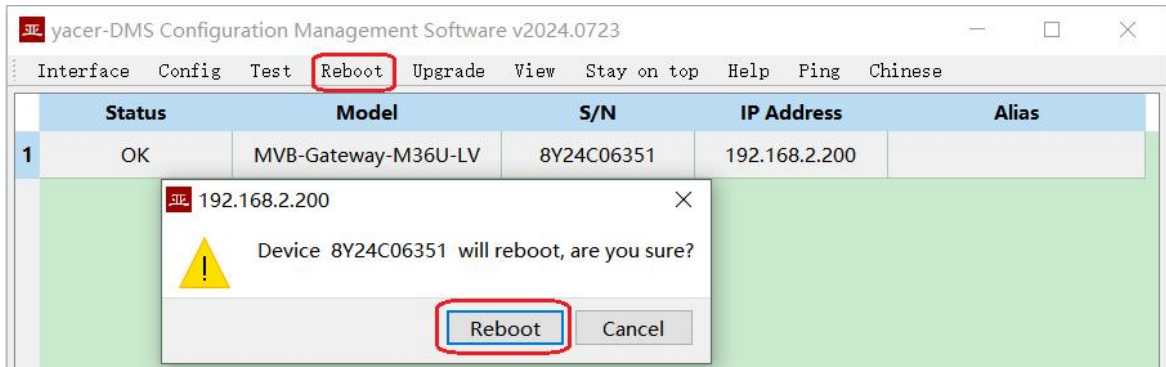 亚 yacer-DMS Configuration Management Software v2024.0723
Interface Config Test Reboot Upgrade View Stay on top Help Ping Chinese
Status Model S/N IP Address Alias
1 OK MVB-Gateway-M36U-LV 8Y24C06351 192.168.2.200
亚 192.168.2.200
Device 8Y24C06351 will reboot, are you sure?
Reboot Cancel